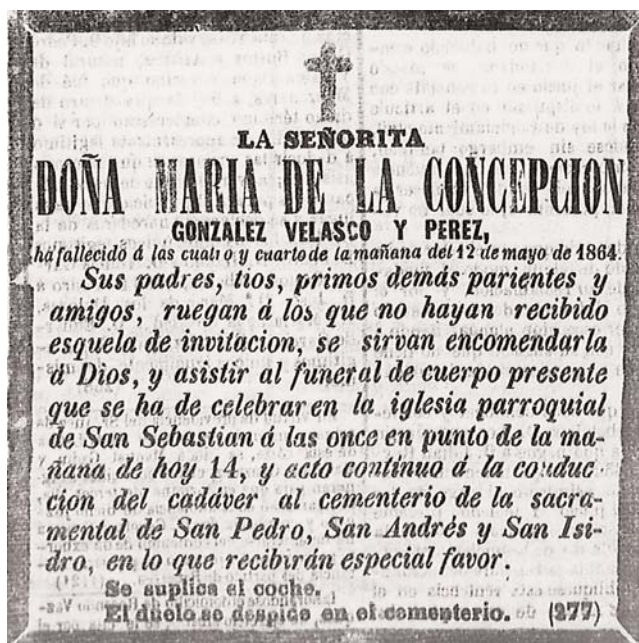 LA SEÑORITA
DOÑA MARIA DE LA CONCEPCION
GONZALEZ VELASCO Y PEREZ,
ha fallecido á las cuatro y cuarto de la mañana del 12 de mayo de 1864.
Sus padres, tios, primos demás parientes y
amigos, ruegan á los que no hayan recibido
esquela de invitacion, se sirvan encomendarla
á Dios, y asistir al funeral de cuerpo presente
que se ha de celebrar en la iglesia parroquial
de San Sebastian á las once en punto de la ma-
ñana de hoy 14, y acto contínuo á la conduc
cion del cadáver al cementerio de la sacra-
mental de San Pedro, San Andrés y San Isi-
dro, en lo que recibirán especial favor.
Se suplica el coche.
El duelo se despide en el cementerio. (277)